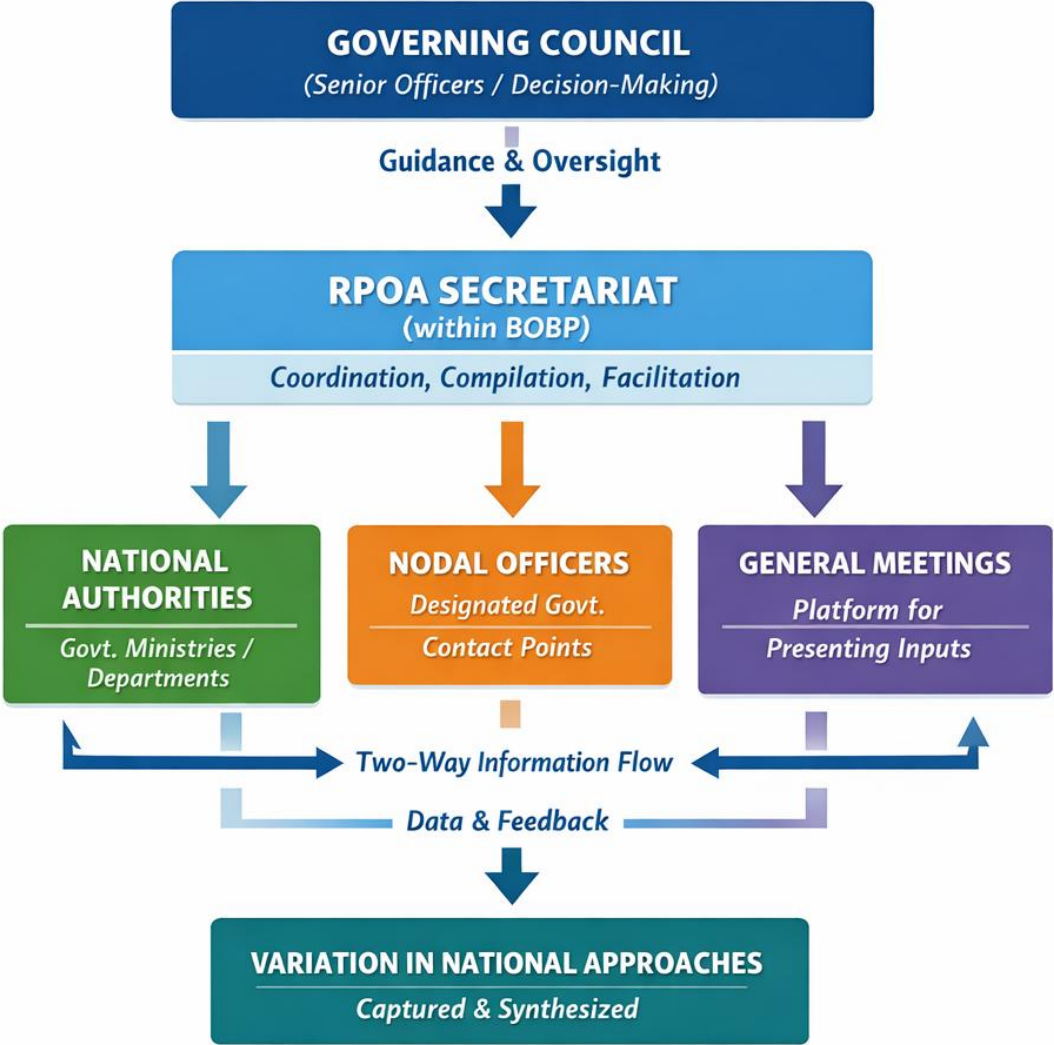 GOVERNING COUNCIL
(Senior Officers / Decision-Making)
Guidance & Oversight
RPOA SECRETARIAT
(within BOBP)
Coordination, Compilation, Facilitation
NATIONAL
AUTHORITIES
Govt. Ministries /
Departments
NODAL OFFICERS
Designated Govt.
Contact Points
GENERAL MEETINGS
Platform for
Presenting Inputs
Two-Way Information Flow
Data & Feedback
VARIATION IN NATIONAL APPROACHES
Captured & Synthesized